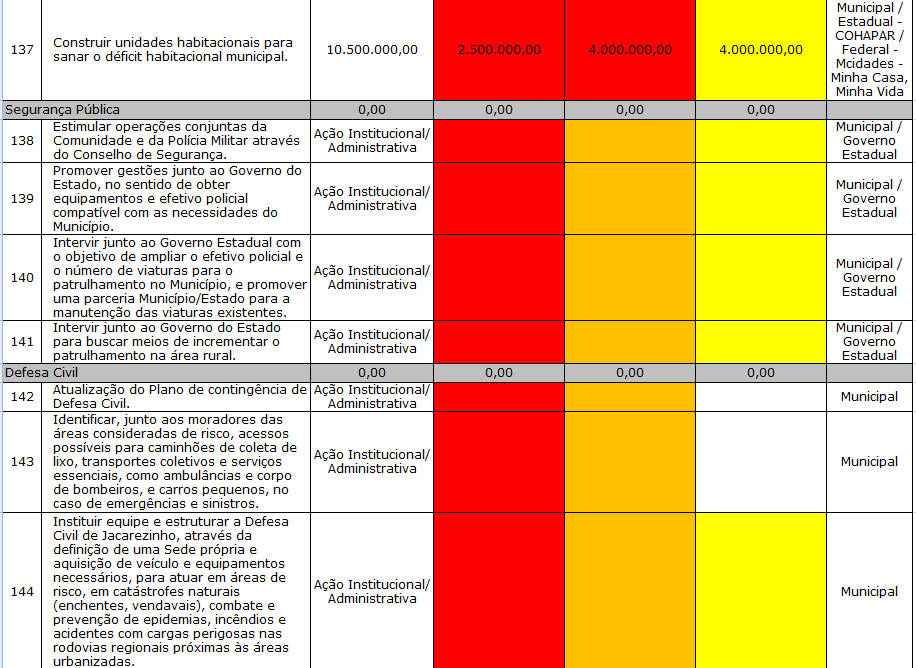 137
Construir unidades habitacionais para
sanar o déficit habitacional municipal.
10.500.000,00
2.500.000,00
4.000.000,00
4.000.000,00
Municipal /
Estadual -
COHAPAR /
Federal -
Mcidades -
Minha Casa,
Minha Vida
Segurança Pública
0,00
0,00
0,00
0,00
138
Estimular operações conjuntas da
Comunidade e da Polícia Militar através
do Conselho de Segurança.
Ação Institucional/
Administrativa
Municipal /
Governo
Estadual
139
Promover gestões junto ao Governo do
Estado, no sentido de obter
equipamentos e efetivo policial
compatível com as necessidades do
Município.
Ação Institucional/
Administrativa
Municipal /
Governo
Estadual
140
Intervir junto ao Governo Estadual com
o objetivo de ampliar o efetivo policial e
o número de viaturas para o
patrulhamento no Município, e promover
uma parceria Município/Estado para a
manutenção das viaturas existentes.
Ação Institucional/
Administrativa
Municipal /
Governo
Estadual
141
Intervir junto ao Governo do Estado
para buscar meios de incrementar o
patrulhamento na área rural.
Ação Institucional/
Administrativa
Municipal /
Governo
Estadual
Defesa Civil
0,00
0,00
0,00
0,00
142
Atualização do Plano de contingência de
Defesa Civil.
Ação Institucional/
Administrativa
Municipal
143
Identificar, junto aos moradores das
áreas consideradas de risco, acessos
possíveis para caminhões de coleta de
lixo, transportes coletivos e serviços
essenciais, como ambulâncias e corpo
de bombeiros, e carros pequenos, no
caso de emergências e sinistros.
Ação Institucional/
Administrativa
Municipal
144
Instituir equipe e estruturar a Defesa
Civil de Jacarezinho, através da
definição de uma Sede própria e
aquisição de veículo e equipamentos
necessários, para atuar em áreas de
risco, em catástrofes naturais
(enchentes, vendavais), combate e
prevenção de epidemias, incêndios e
acidentes com cargas perigosas nas
rodovias regionais próximas às áreas
urbanizadas.
Ação Institucional/
Administrativa
Municipal